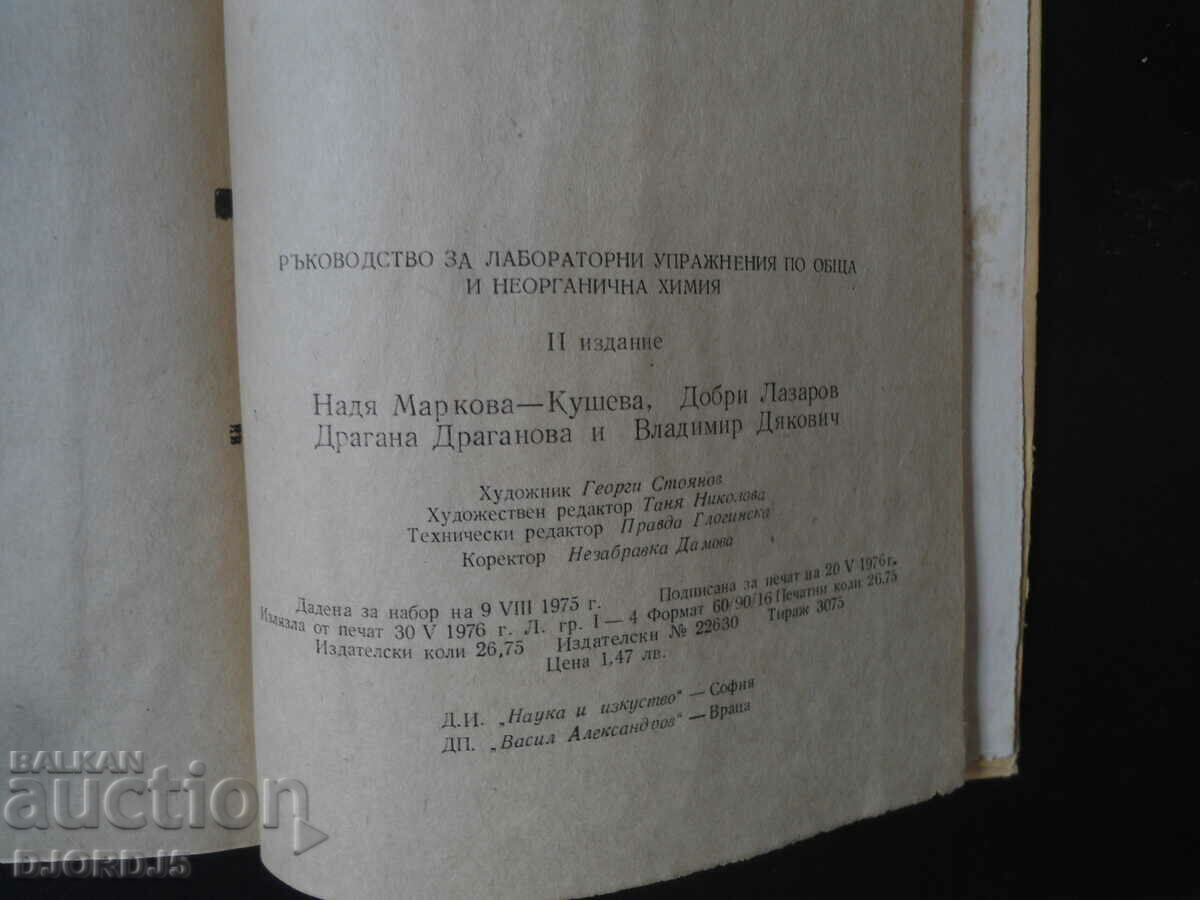 РЪКОВОДСТВО ЗА ЛАБОРАТОРНИ УПРАЖНЕНИЯ ПО ОБЩА
И НЕОРГАНИЧНА ХИМИЯ
II издание
Надя Маркова—Кушева, Добри Лазаров
Драгана Драганова и Владимир Дякович
Художник Георги Стоянов
Художествен редактор Таня Николова
Технически редактор Правда Глогинска
Коректор Незабравка Дамова
Дадена за набор на 9 VIII 1975 г. Подписана за печат на 20 V 1976 г.
Излязла от печат 30 V 1976 г. Л. гр. I—4 Формат 60/90/16 Печатни коли 26,75
Издателски коли 26,75 Издателски № 22630 Тираж 3075
Цена 1,47 лв.
Д.И. „Наука и изкуство" — София
ДП. „Васил Александров" — Враца
BALKAN
auction
DJORDJ5